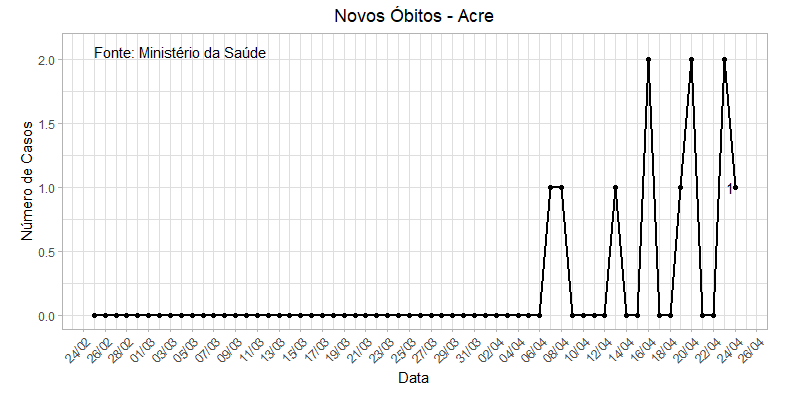 Novos Óbitos - Acre
Fonte: Ministério da Saúde
Número de Casos
2.0
1.5
1.0
0.5
0.0
1
24/02 26/02 28/02 01/03 03/03 05/03 07/03 09/03 11/03 13/03 15/03 17/03 19/03 21/03 23/03 25/03 27/03 29/03 31/03 02/04 04/04 06/04 08/04 10/04 12/04 14/04 16/04 18/04 20/04 22/04 24/04 26/04
Data